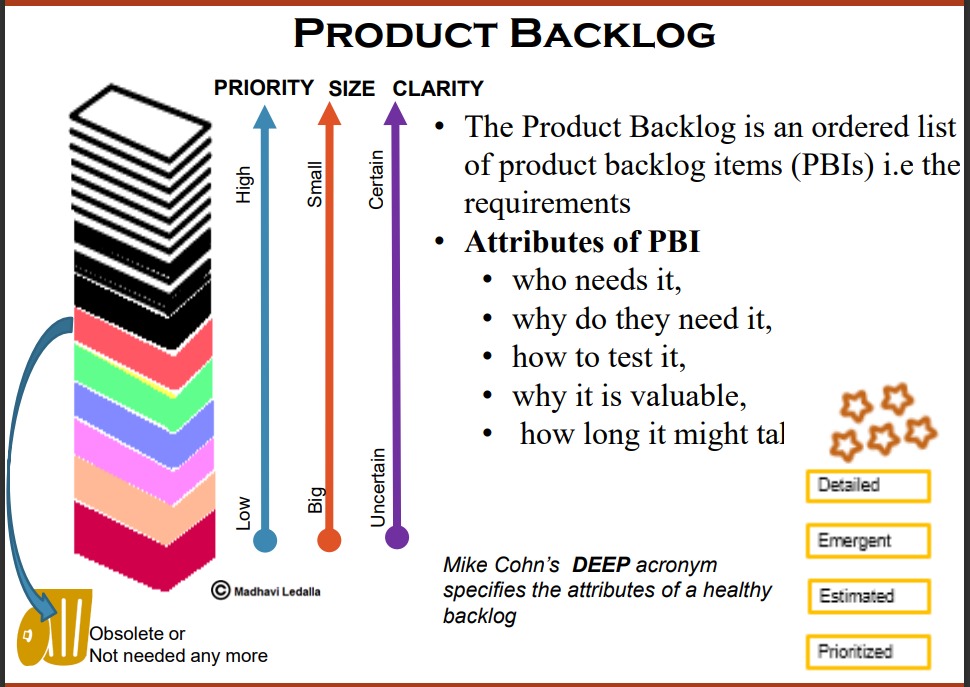 PRODUCT BACKLOG
PRIORITY SIZE CLARITY
High
Small
Certain
Low
Big
Uncertain
© Madhavi Ledalla
Obsolete or
Not needed any more
• The Product Backlog is an ordered list
of product backlog items (PBIs) i.e the
requirements
• Attributes of PBI
• who needs it,
• why do they need it,
• how to test it,
• why it is valuable,
• how long it might
Mike Cohn’s DEEP acronym
specifies the attributes of a healthy
backlog
Detailed
Emergent
Estimated
Prioritized